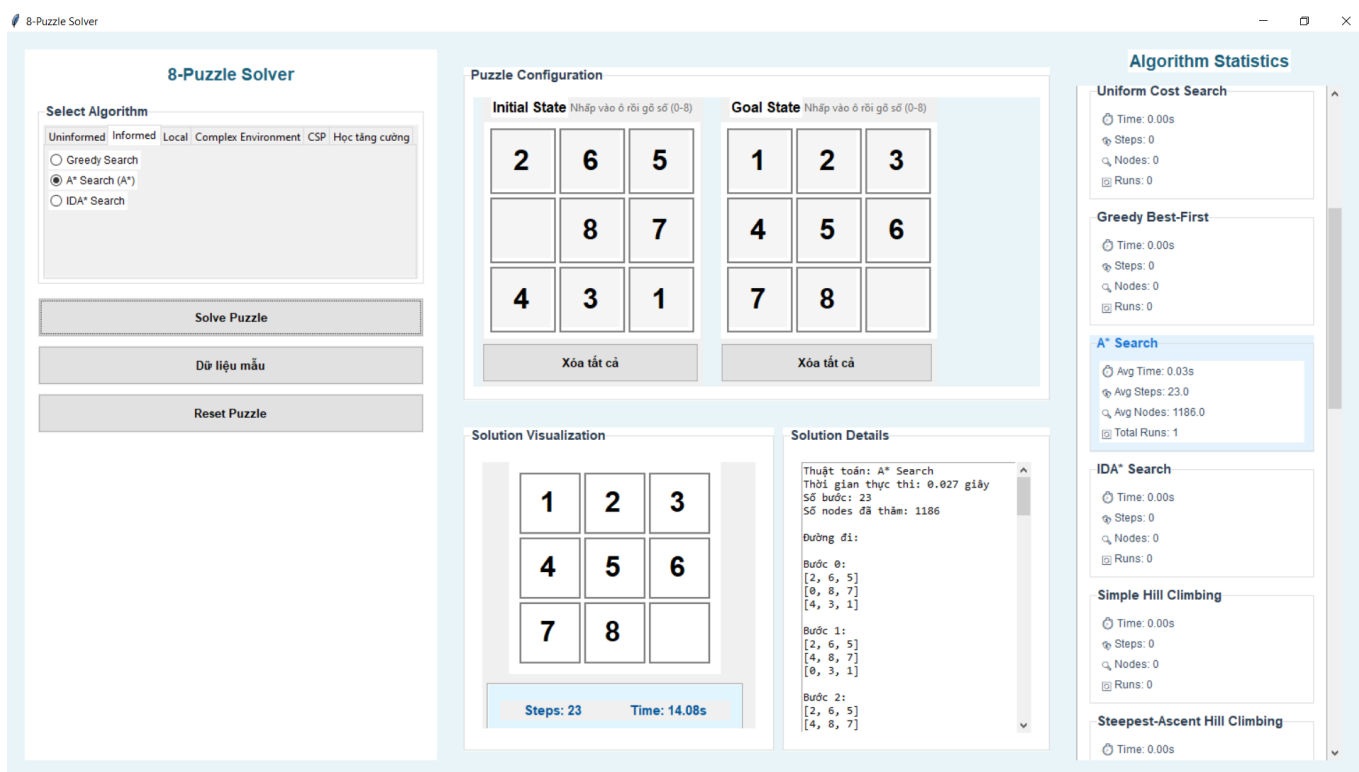 8-Puzzle Solver
8-Puzzle Solver
Select Algorithm
Uninformed Informed Local Complex Environment CSP Học tăng cường
Greedy Search
A* Search (A*)
IDA* Search
Solve Puzzle
Dữ liệu mẫu
Reset Puzzle
Puzzle Configuration
Initial State Nhấp vào ô rồi gõ số (0-8)
2 6 5
8 7
4 3 1
Xóa tất cả
Goal State Nhấp vào ô rồi gõ số (0-8)
1 2 3
4 5 6
7 8
Xóa tất cả
Solution Visualization
1 2 3
4 5 6
7 8
Steps: 23 Time: 14.08s
Solution Details
Thuật toán: A* Search
Thời gian thực thi: 0.027 giây
Số bước: 23
Số nodes đã thăm: 1186
Đường đi:
Bước 0:
[2, 6, 5]
[0, 8, 7]
[4, 3, 1]
Bước 1:
[2, 6, 5]
[4, 8, 7]
[0, 3, 1]
Bước 2:
[2, 6, 5]
[4, 8, 7]
Algorithm Statistics
Uniform Cost Search
Time: 0.00s
Steps: 0
Nodes: 0
Runs: 0
Greedy Best-First
Time: 0.00s
Steps: 0
Nodes: 0
Runs: 0
A* Search
Avg Time: 0.03s
Avg Steps: 23.0
Avg Nodes: 1186.0
Total Runs: 1
IDA* Search
Time: 0.00s
Steps: 0
Nodes: 0
Runs: 0
Simple Hill Climbing
Time: 0.00s
Steps: 0
Nodes: 0
Runs: 0
Steepest-Ascent Hill Climbing
Time: 0.00s